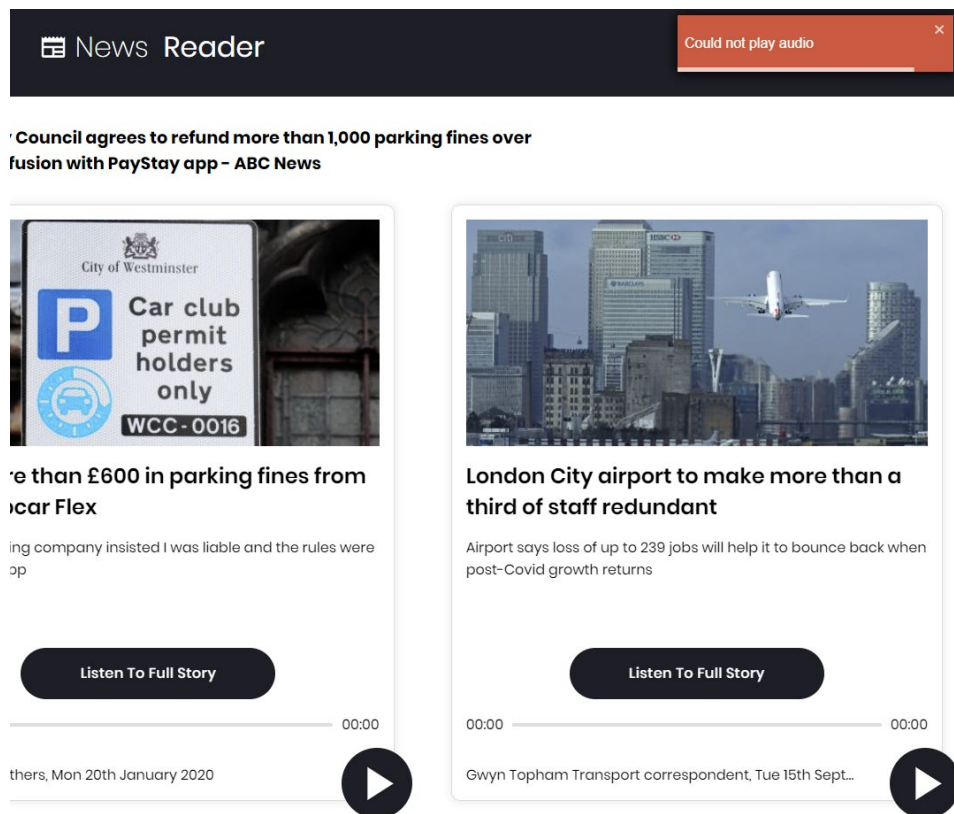 News Reader
Could not play audio
×
Council agrees to refund more than 1,000 parking fines over
fusion with PayStay app - ABC News
City of Westminster
P
Car club
permit
holders
only
WCC-0016
citi
HSBC
BARCLAYS
re than £600 in parking fines from
car Flex
ing company insisted I was liable and the rules were
pp
Listen To Full Story
00:00
thers, Mon 20th January 2020
London City airport to make more than a
third of staff redundant
Airport says loss of up to 239 jobs will help it to bounce back when
post-Covid growth returns
Listen To Full Story
00:00
00:00
Gwyn Topham Transport correspondent, Tue 15th Sept...